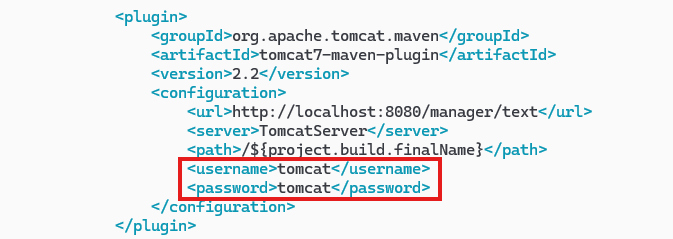 <plugin>
<groupId>org.apache.tomcat.maven</groupId>
<artifactId>tomcat7-maven-plugin</artifactId>
<version>2.2</version>
<configuration>
<url>http://localhost:8080/manager/text</url>
<server>TomcatServer</server>
<path>/${project.build.finalName}</path>
<username>tomcat</username>
<password>tomcat</password>
</configuration>
</plugin>